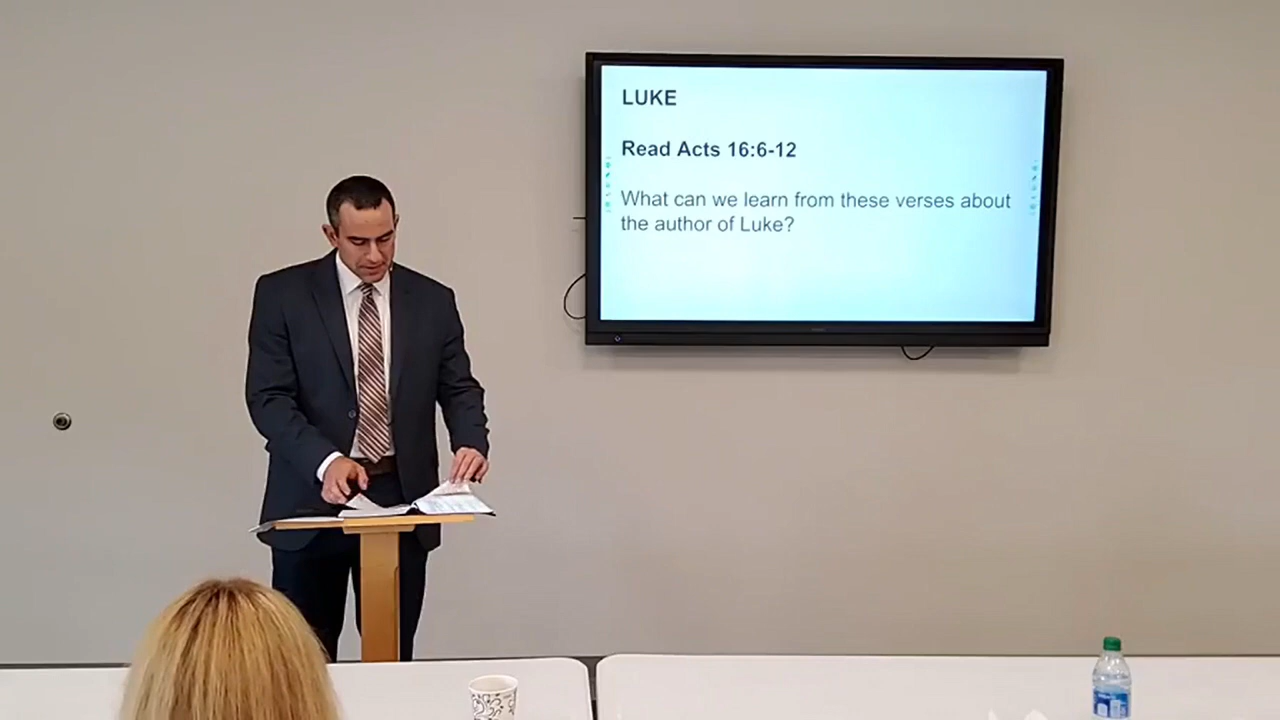 LUKE
Read Acts 16:6-12
What can we learn from these verses about
the author of Luke?